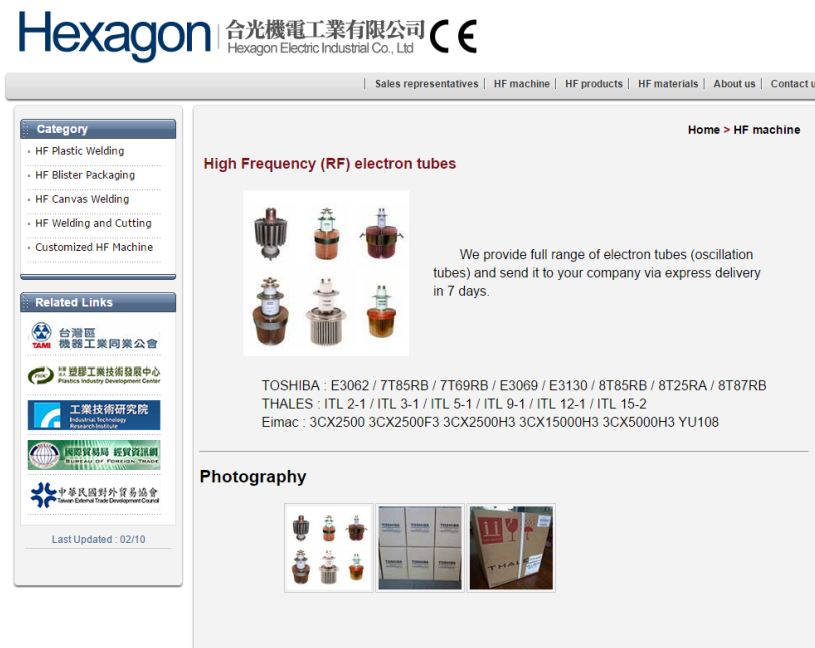 Hexagon
合光機電工業有限公司
Hexagon Electric Industrial Co., Ltd
CE
Sales representatives | HF machine | HF products | HF materials | About us | Contact u
Category
HF Plastic Welding
HF Blister Packaging
HF Canvas Welding
HF Welding and Cutting
Customized HF Machine
Related Links
TAMI
台灣區
機器工業同業公會
塑膠工業技術發展中心
Plastics Industry Development Center
工業技術研究院
Industrial Technology
Research Institute
國際貿易局 經貿資訊網
BUREAU OF FOREIGN TRADE
中華民國對外貿易協會
Taiwan External Trade Development Council
Last Updated : 02/10
Home > HF machine
High Frequency (RF) electron tubes
We provide full range of electron tubes (oscillation
tubes) and send it to your company via express delivery
in 7 days.
TOSHIBA : E3062 / 7T85RB / 7T69RB / E3069 / E3130 / 8T85RB / 8T25RA / 8T87RB
THALES : ITL 2-1 / ITL 3-1 / ITL 5-1 / ITL 9-1 / ITL 12-1 / ITL 15-2
Eimac : 3CX2500 3CX2500F3 3CX2500H3 3CX15000H3 3CX5000H3 YU108
Photography
TOSHIBA TOSHIBA TOSHIBA
TOSHIBA TOSHIBA TOSHIBA
THALES